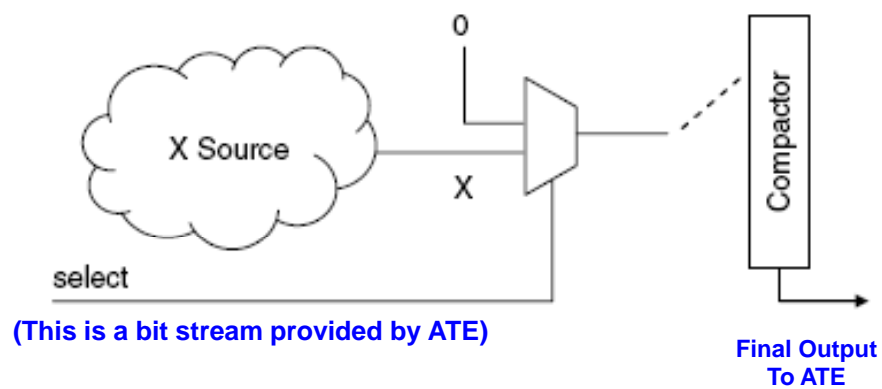 0
X Source
X
Compactor
select
(This is a bit stream provided by ATE)
Final Output
To ATE